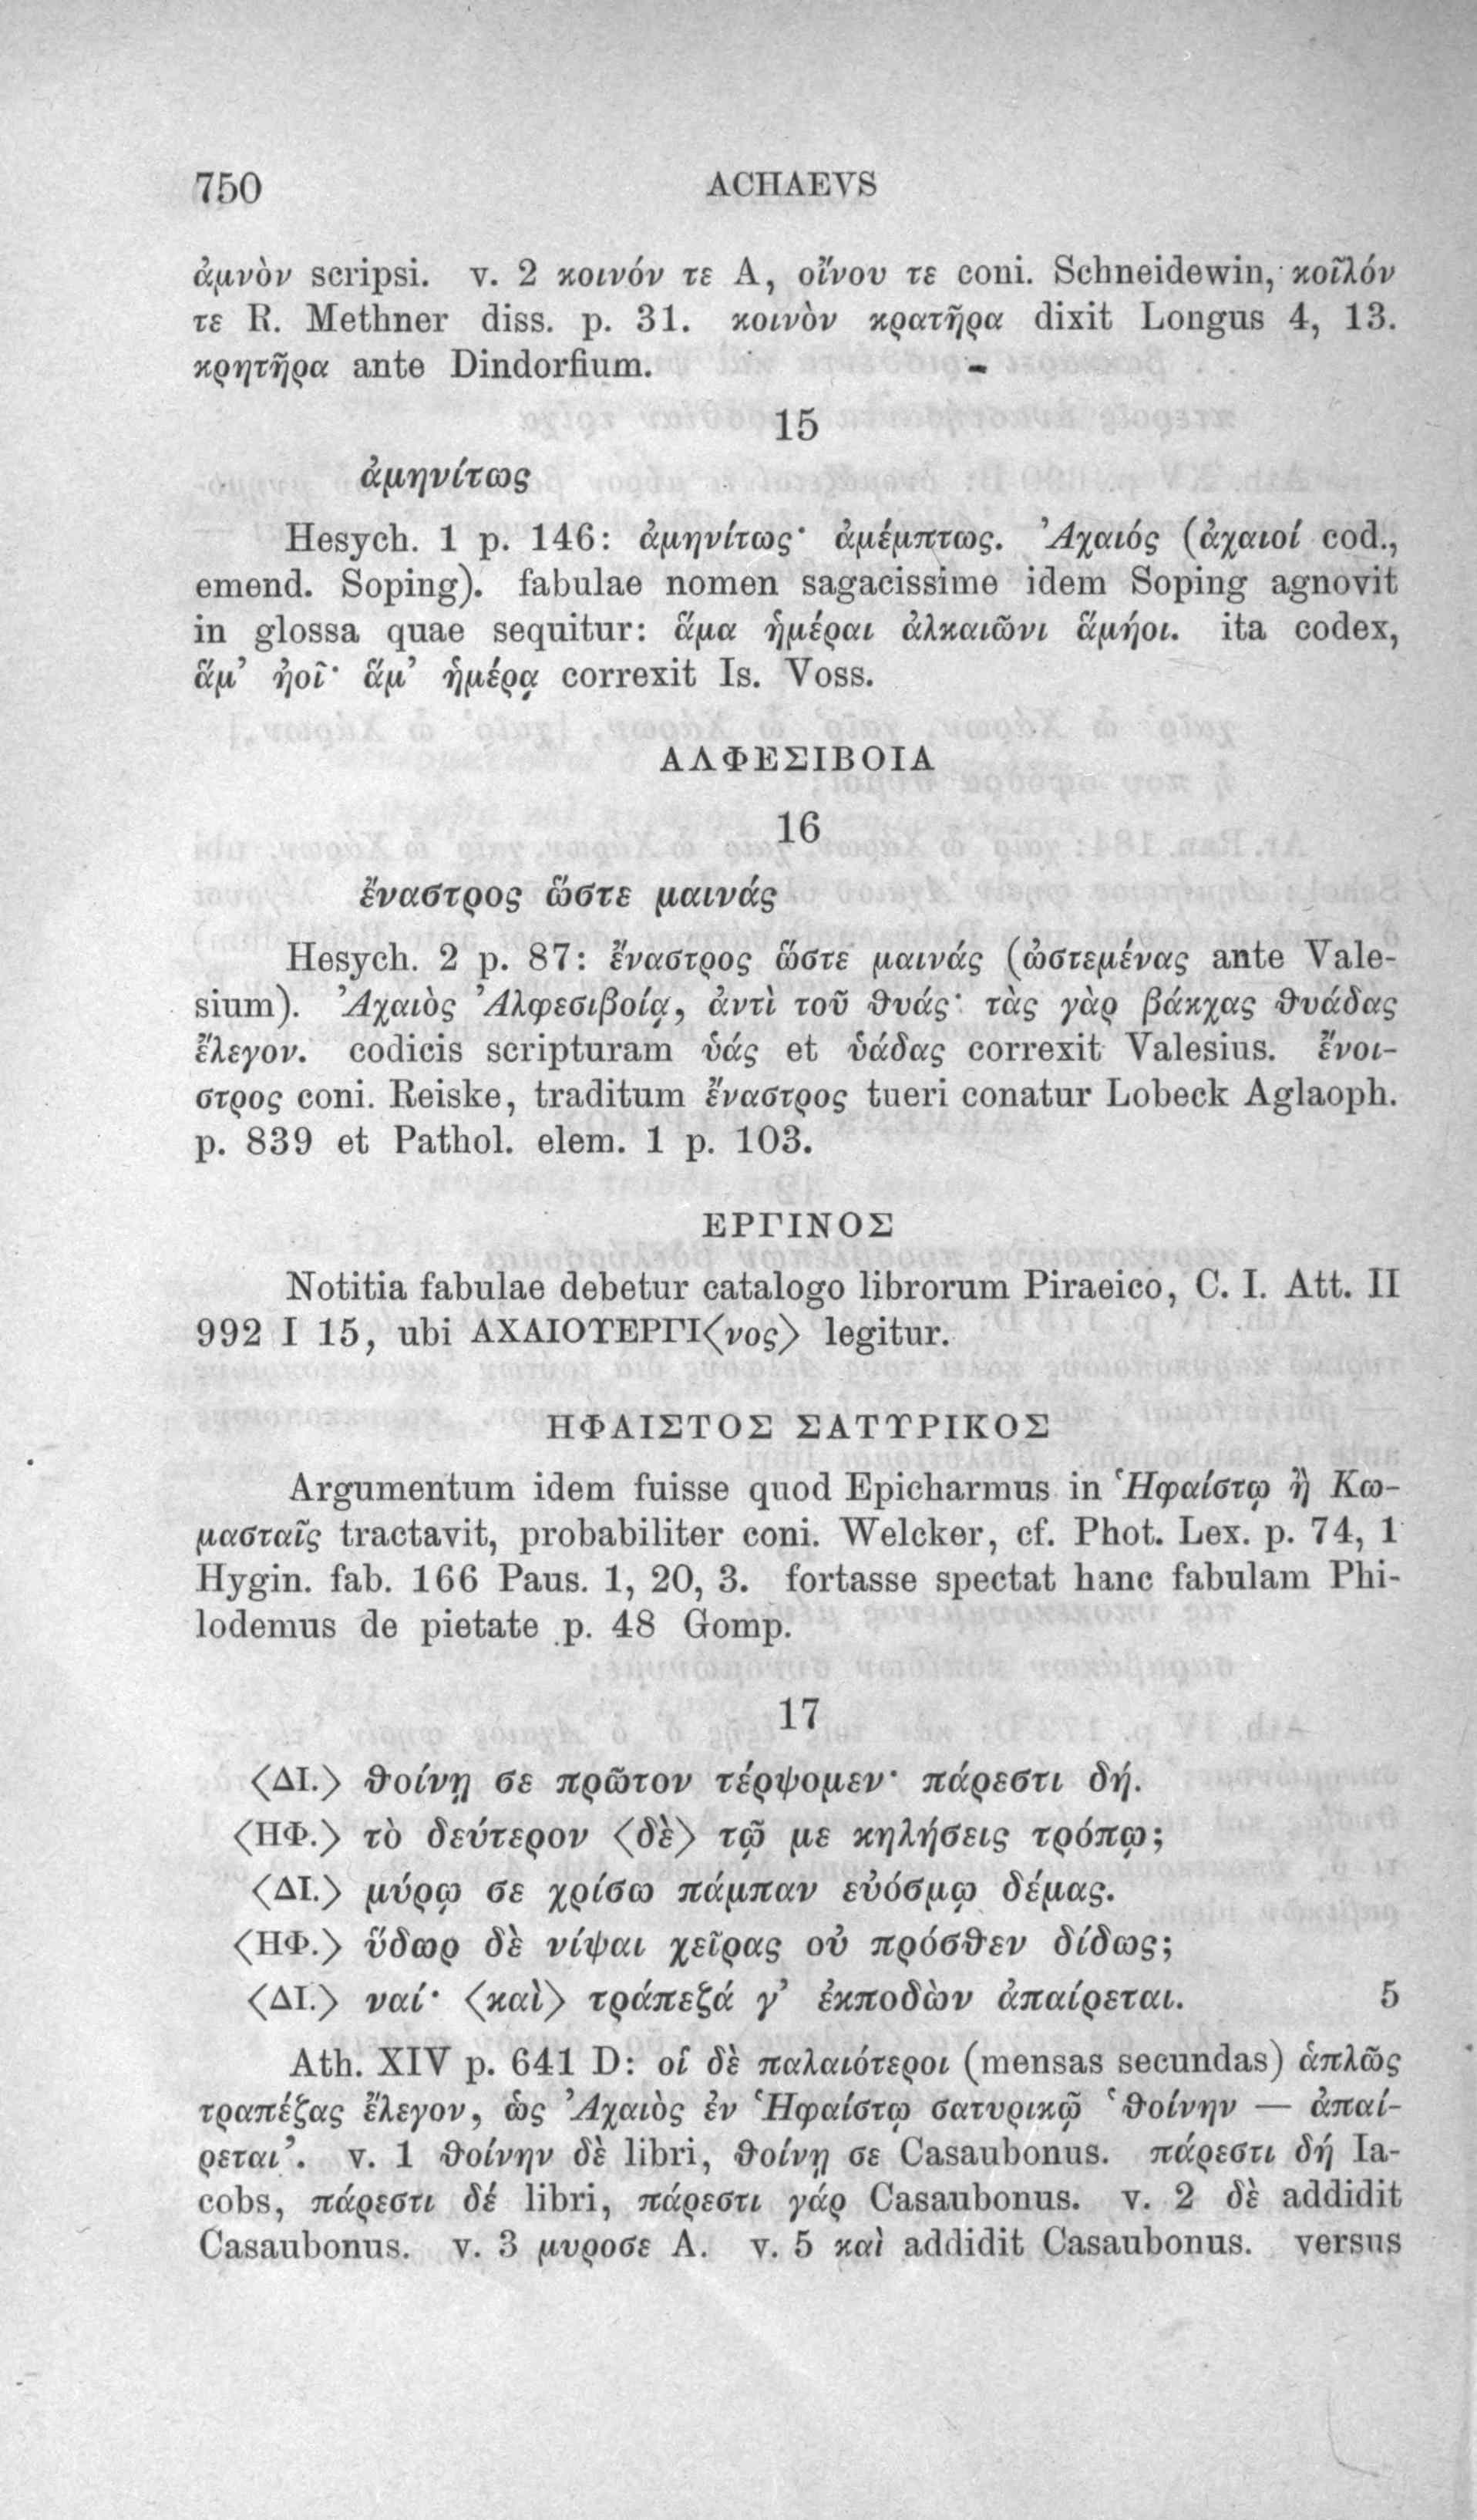 750 ACHAEVS
ἀμνὸν scripsi. v. 2 κοινόν τε A, οἴνου τε coni. Schneidewin, κοῖλόν
τε R. Methner diss. p. 31. κοινὸν κρατῆρα dixit Longus 4, 13.
κρητῆρα ante Dindorfium.
15
ἀμηνίτως
Hesych. 1 p. 146: ἀμηνίτως· ἀμέμπτως. Ἀχαιός (ἀχαιοί cod.,
emend. Soping). fabulae nomen sagacissime idem Soping agnovit
in glossa quae sequitur: ἅμα ἡμέραι ἀλκαιῶνι ἅμήοι. ita codex,
ἅμ’ ἠοῖ· ἅμ’ ἡμέρᾳ correxit Is. Voss.
ΑΛΦΕΣΙΒΟΙΑ
16
ἔναστρος ὥστε μαινάς
Hesych. 2 p. 87: ἔναστρος ὥστε μαινάς (ὡστεμένας ante Vale-
sium). Ἀχαιὸς Ἀλφεσιβοίᾳ, ἀντὶ τοῦ ϑυάς· τὰς γὰρ βάκχας ϑυάδας
ἔλεγον. codicis scripturam ὑάς et ὑάδας correxit Valesius. ἔνοι-
στρος coni. Reiske, traditum ἔναστρος tueri conatur Lobeck Aglaoph.
p. 839 et Pathol. elem. 1 p. 103.
ΕΡΓΙΝΟΣ
Notitia fabulae debetur catalogo librorum Piraeico, C. I. Att. II
992 I 15, ubi ΑΧΑΙΟΥΕΡΓΙ⟨νος⟩ legitur.
ΗΦΑΙΣΤΟΣ ΣΑΤΥΡΙΚΟΣ
Argumentum idem fuisse quod Epicharmus in Ἡφαίστῳ ἢ Κω-
μασταῖς tractavit, probabiliter coni. Welcker, cf. Phot. Lex. p. 74, 1
Hygin. fab. 166 Paus. 1, 20, 3. fortasse spectat hanc fabulam Phi-
lodemus de pietate p. 48 Gomp.
17
⟨ΔΙ.⟩ ϑοίνῃ σε πρῶτον τέρψομεν· πάρεστι δή.
⟨ΗΦ.⟩ τὸ δεύτερον ⟨δὲ⟩ τῷ με κηλήσεις τρόπῳ;
⟨ΔΙ.⟩ μύρῳ σε χρίσω πάμπαν εὐόσμῳ δέμας.
⟨ΗΦ.⟩ ὕδωρ δὲ νίψαι χεῖρας οὐ πρόσϑεν δίδως;
⟨ΔΙ.⟩ ναί· ⟨καὶ⟩ τράπεζά γ’ ἐκποδὼν ἀπαίρεται. 5
Ath. XIV p. 641 D: οἱ δὲ παλαιότεροι (mensas secundas) ἁπλῶς
τραπέζας ἔλεγον, ὡς Ἀχαιὸς ἐν Ἡφαίστῳ σατυρικῷ ‘ϑοίνην — ἀπαί-
ρεται’. v. 1 ϑοίνην δὲ libri, ϑοίνῃ σε Casaubonus. πάρεστι δή Ia-
cobs, πάρεστι δέ libri, πάρεστι γάρ Casaubonus. v. 2 δὲ addidit
Casaubonus. v. 3 μυροσε A. v. 5 καὶ addidit Casaubonus. versus